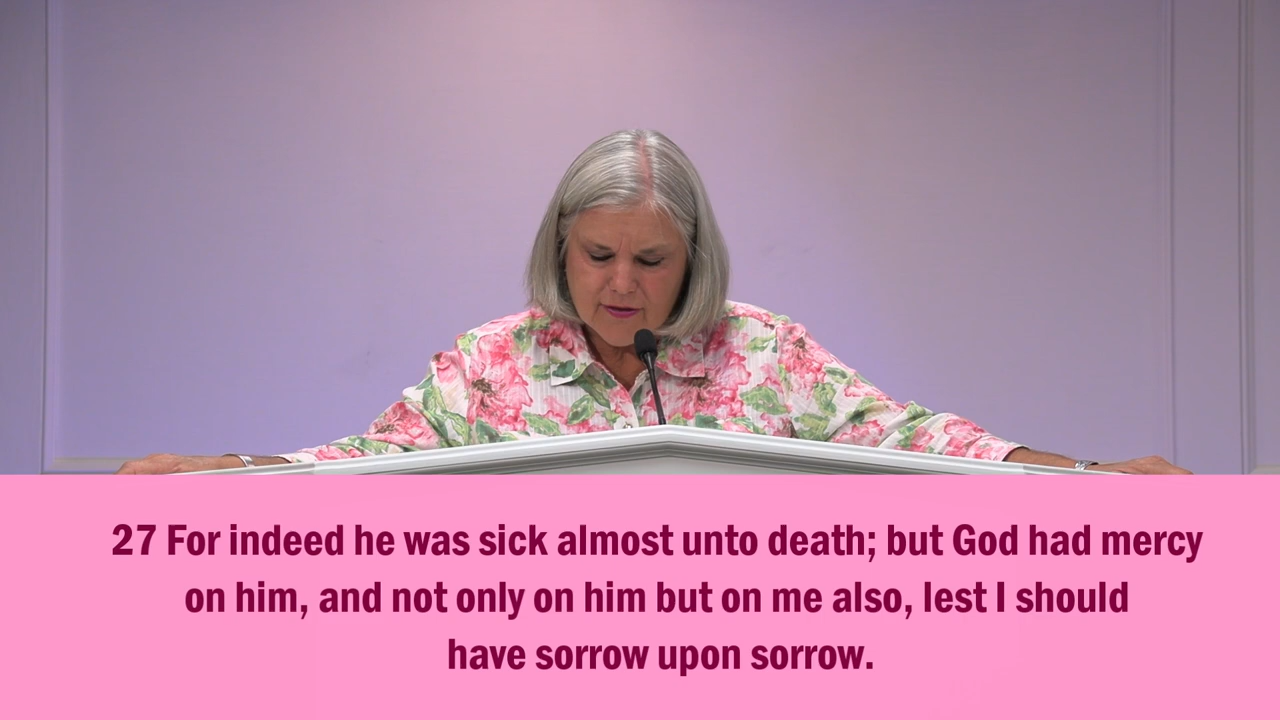 27 For indeed he was sick almost unto death; but God had mercy
on him, and not only on him but on me also, lest I should
have sorrow upon sorrow.